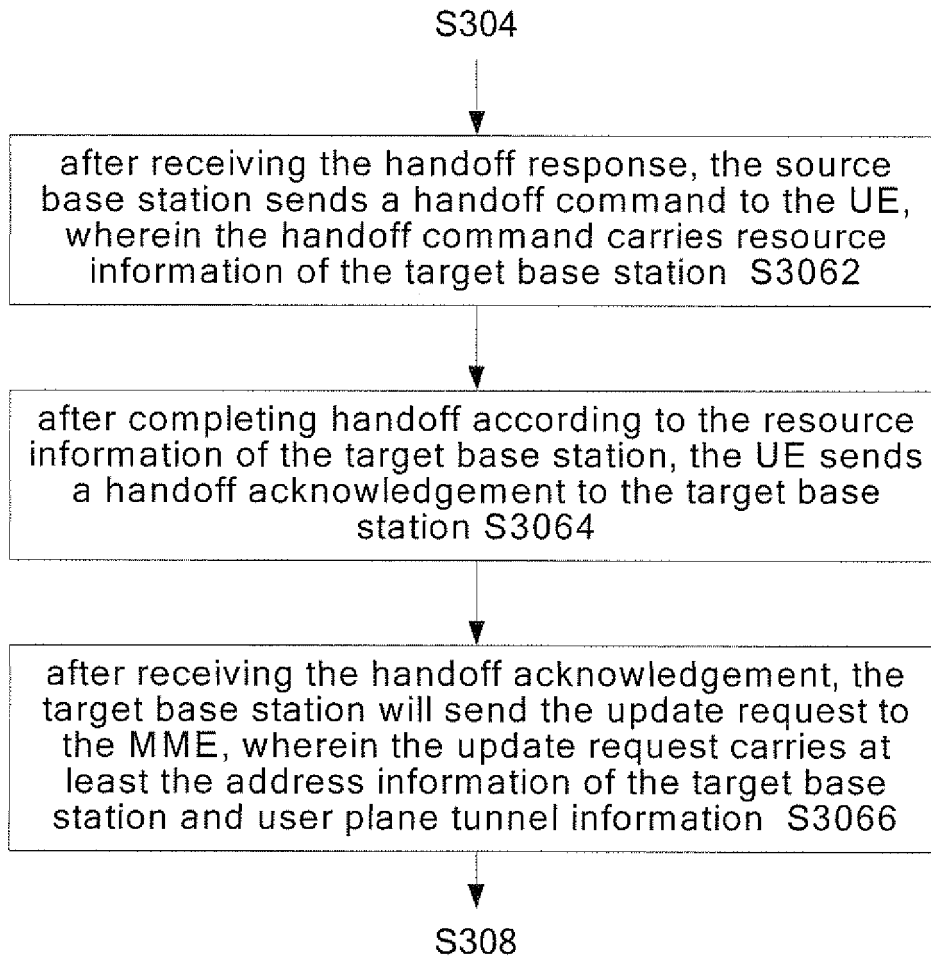 S304
after receiving the handoff response, the source
base station sends a handoff command to the UE,
wherein the handoff command carries resource
information of the target base station S3062
after completing handoff according to the resource
information of the target base station, the UE sends
a handoff acknowledgement to the target base
station S3064
after receiving the handoff acknowledgement, the
target base station will send the update request to
the MME, wherein the update request carries at
least the address information of the target base
station and user plane tunnel information S3066
S308